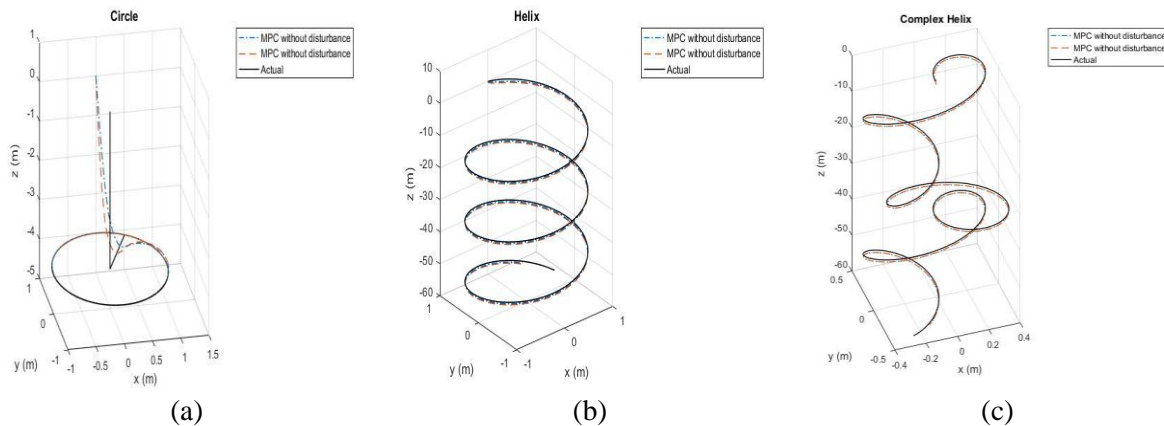 Circle
MPC without disturbance
MPC without disturbance
Actual
1
0
-1
-2
-3
-4
-5
z (m)
1
0
-1
y (m)
-1
-0.5
0
0.5
1
1.5
x (m)
(a)
Helix
MPC without disturbance
MPC without disturbance
Actual
10
0
-10
-20
-30
-40
-50
-60
z (m)
1
0
-1
y (m)
-1
0
1
x (m)
(b)
Complex Helix
MPC without disturbance
MPC without disturbance
Actual
0
-10
-20
-30
-40
-50
-60
z (m)
0.5
0
-0.5
y (m)
-0.4
-0.2
0
0.2
0.4
x (m)
(c)